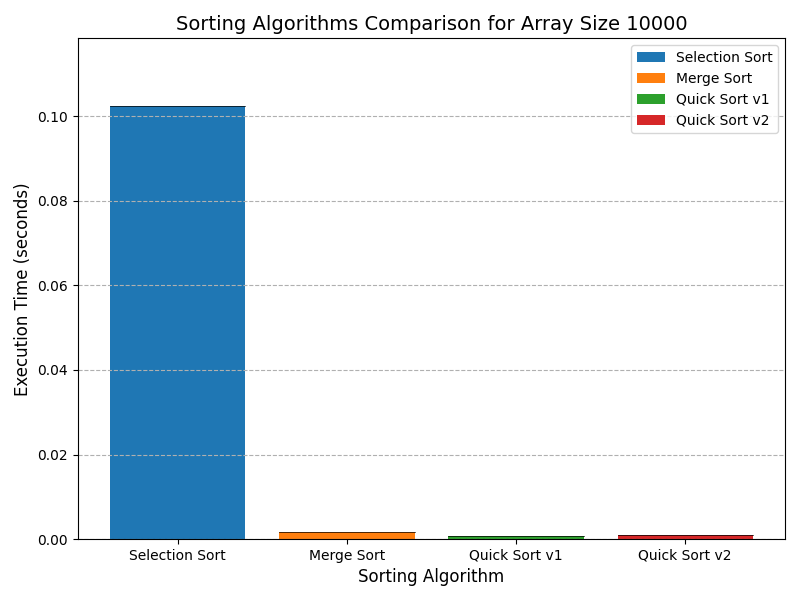 Sorting Algorithms Comparison for Array Size 10000
Selection Sort
Merge Sort
Quick Sort v1
Quick Sort v2
Execution Time (seconds)
0.10
0.08
0.06
0.04
0.02
0.00
Selection Sort
Merge Sort
Quick Sort v1
Quick Sort v2
Sorting Algorithm